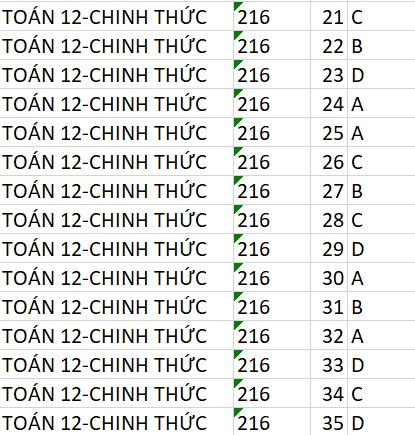 TOÁN 12-CHINH THỨC 216 21 C
TOÁN 12-CHINH THỨC 216 22 B
TOÁN 12-CHINH THỨC 216 23 D
TOÁN 12-CHINH THỨC 216 24 A
TOÁN 12-CHINH THỨC 216 25 A
TOÁN 12-CHINH THỨC 216 26 C
TOÁN 12-CHINH THỨC 216 27 B
TOÁN 12-CHINH THỨC 216 28 C
TOÁN 12-CHINH THỨC 216 29 D
TOÁN 12-CHINH THỨC 216 30 A
TOÁN 12-CHINH THỨC 216 31 B
TOÁN 12-CHINH THỨC 216 32 A
TOÁN 12-CHINH THỨC 216 33 D
TOÁN 12-CHINH THỨC 216 34 C
TOÁN 12-CHINH THỨC 216 35 D